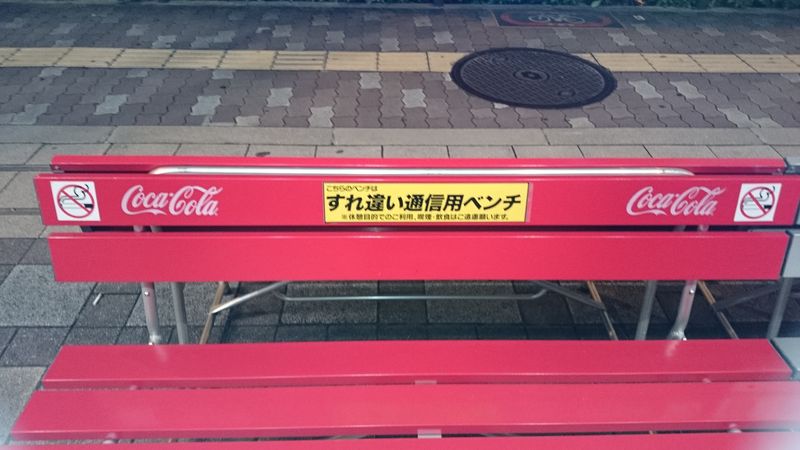 Coca-Cola
こちらのベンチは
すれ違い通信用ベンチ
※休憩目的でのご利用、喫煙・飲食はご遠慮願います。
Coca-Cola